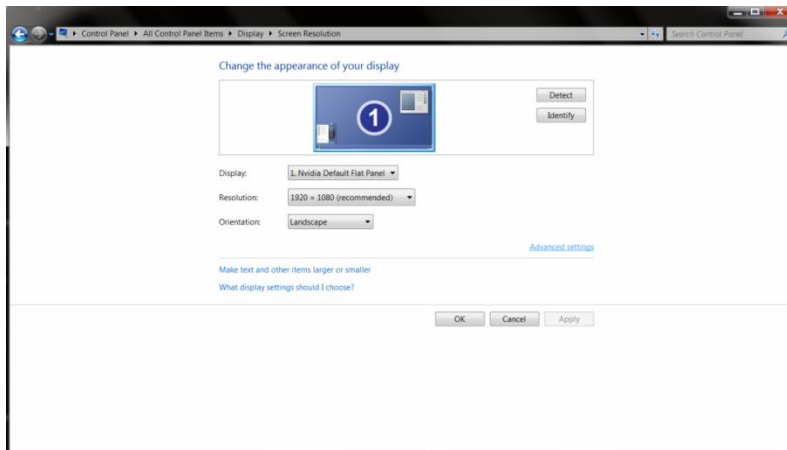 Control Panel ▸ All Control Panel Items ▸ Display ▸ Screen Resolution
Search Control Panel
Change the appearance of your display
1
Detect
Identify
Display: 1. Nvidia Default Flat Panel
Resolution: 1920 × 1080 (recommended)
Orientation: Landscape
Advanced settings
Make text and other items larger or smaller
What display settings should I choose?
OK Cancel Apply